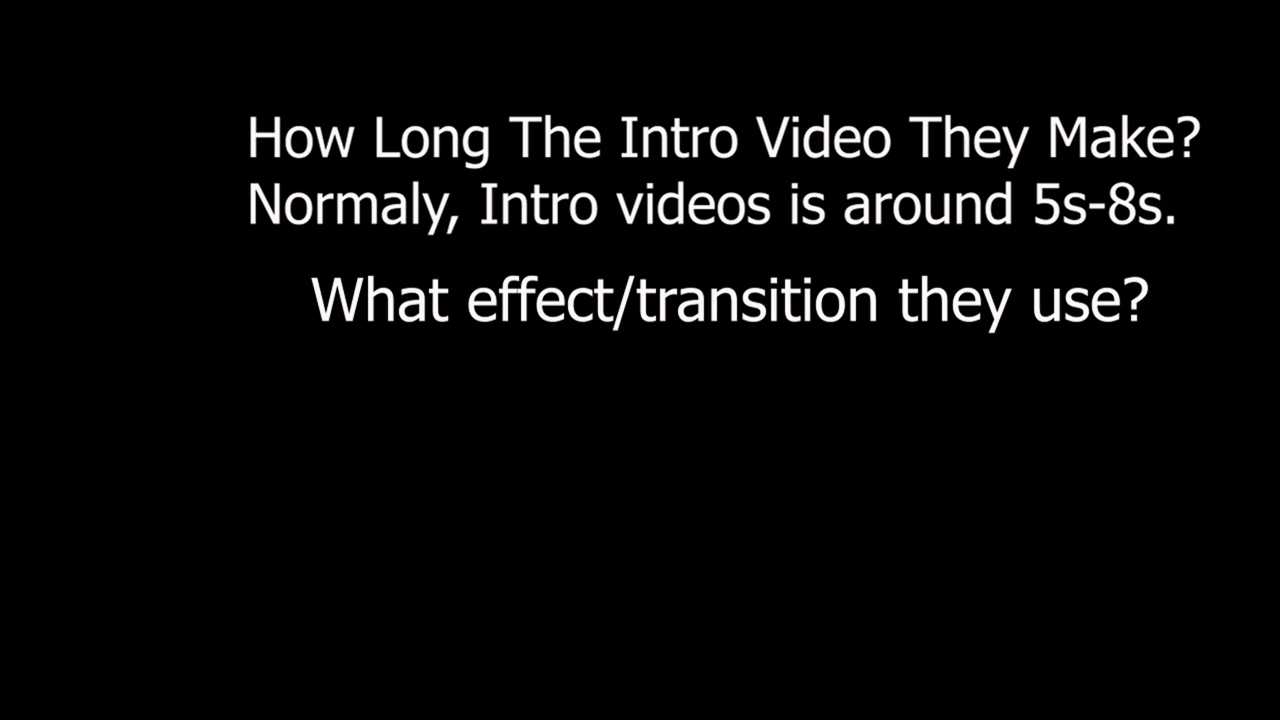 How Long The Intro Video They Make?
Normaly, Intro videos is around 5s-8s.
What effect/transition they use?